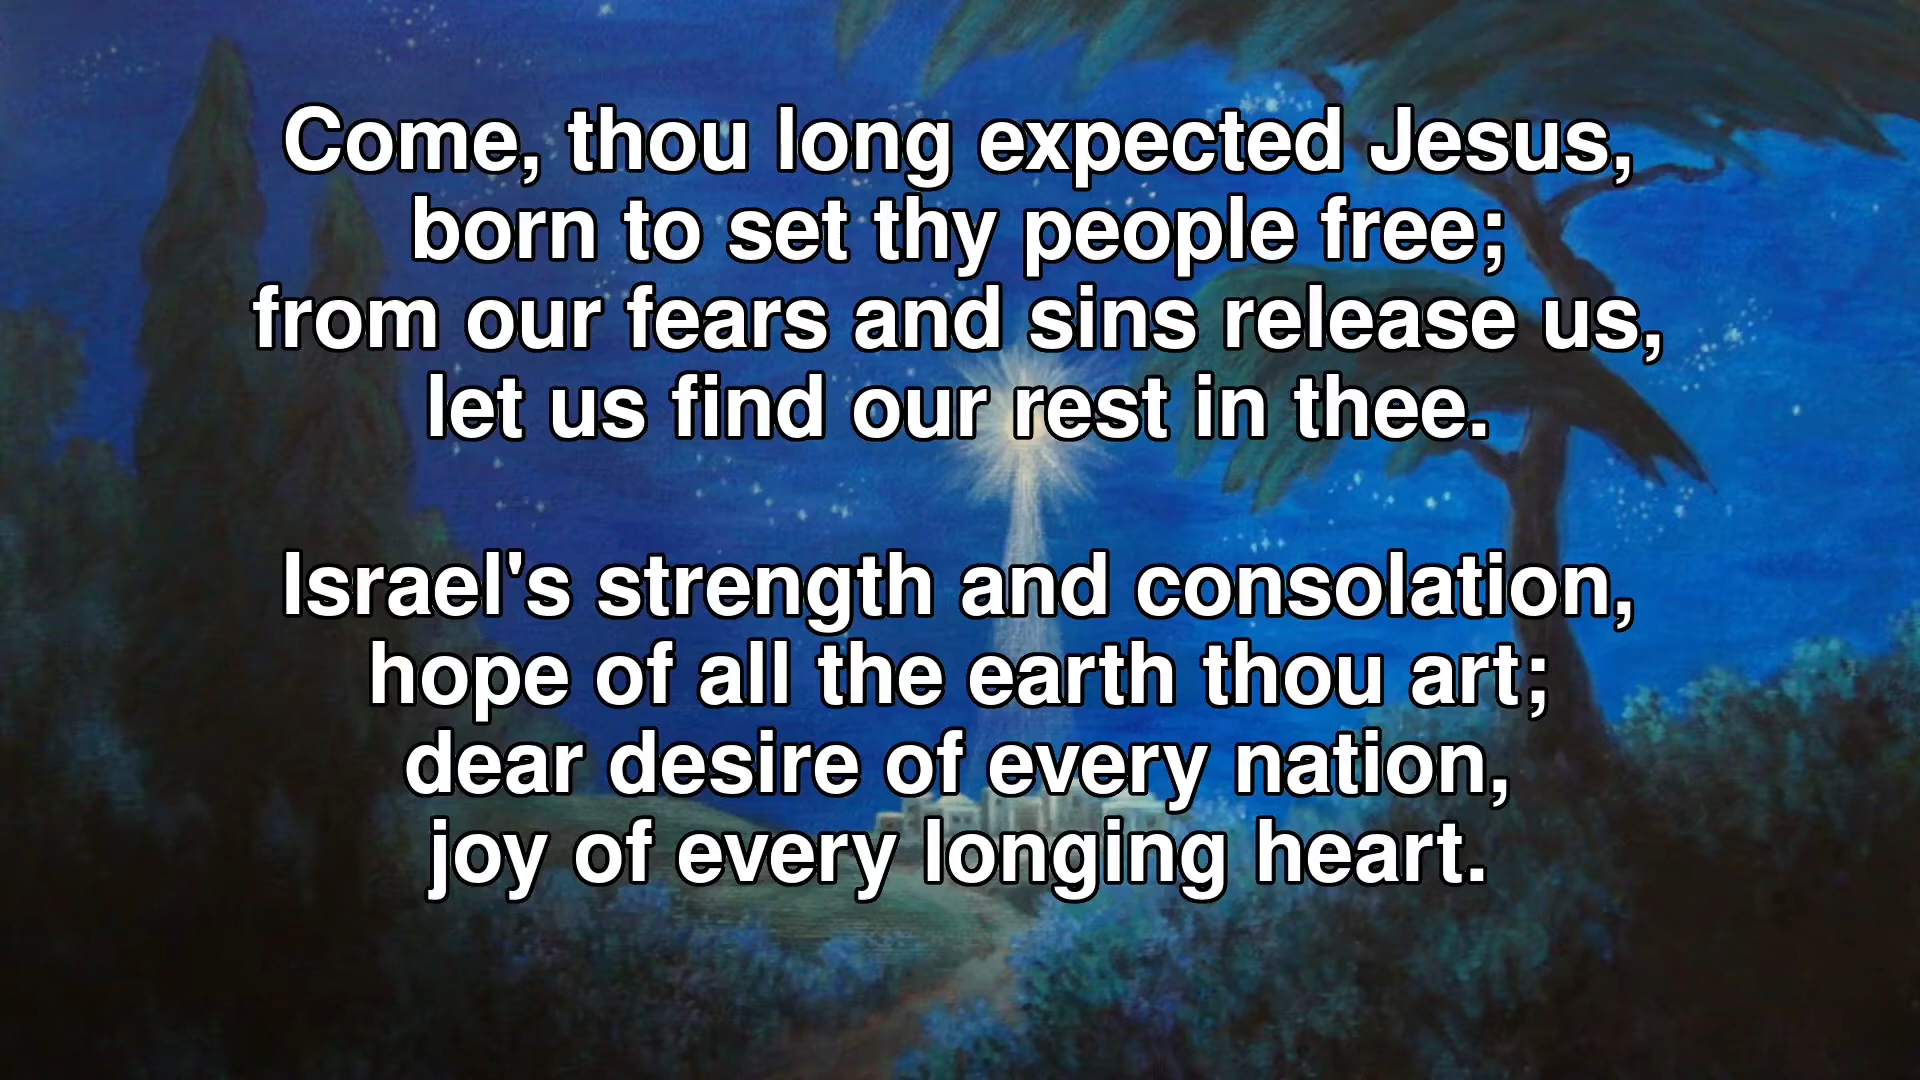 Come, thou long expected Jesus,
born to set thy people free;
from our fears and sins release us,
let us find our rest in thee.
Israel's strength and consolation,
hope of all the earth thou art;
dear desire of every nation,
joy of every longing heart.